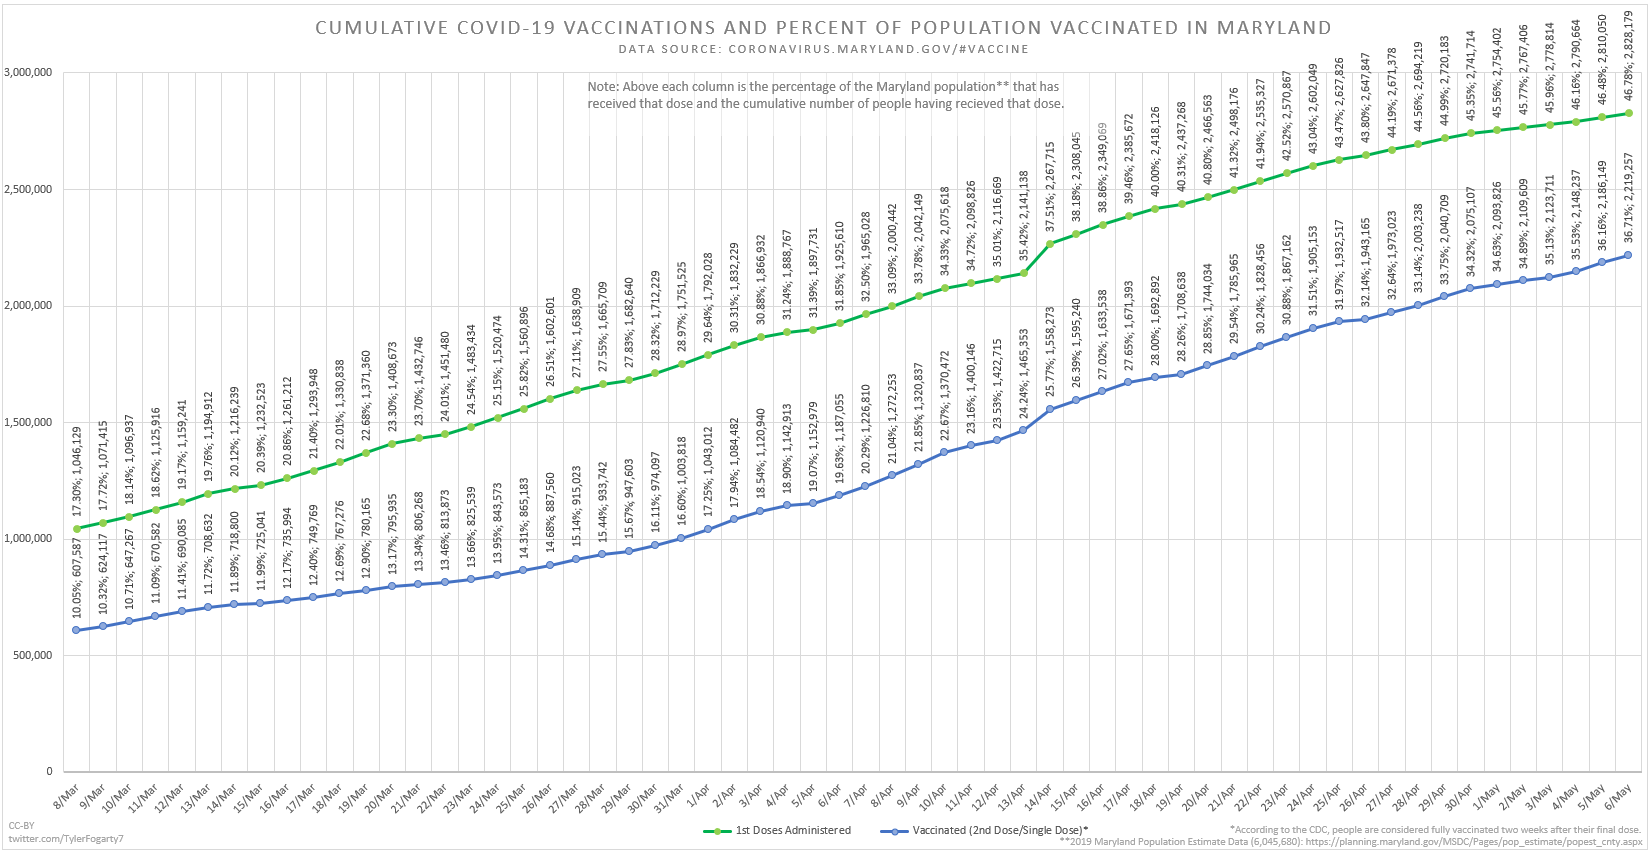 CUMULATIVE COVID-19 VACCINATIONS AND PERCENT OF POPULATION VACCINATED IN MARYLAND
DATA SOURCE: CORONAVIRUS.MARYLAND.GOV/#VACCINE
Note: Above each column is the percentage of the Maryland population** that has
received that dose and the cumulative number of people having recieved that dose.
3,000,000
2,500,000
2,000,000
1,500,000
1,000,000
500,000
0
17.30%; 1,046,129
17.72%; 1,071,415
18.14%; 1,096,937
18.62%; 1,125,916
19.17%; 1,159,241
19.76%; 1,194,912
20.12%; 1,216,239
20.39%; 1,232,523
20.86%; 1,261,212
21.40%; 1,293,948
22.01%; 1,330,838
22.68%; 1,371,360
23.30%; 1,408,673
23.70%; 1,432,746
24.01%; 1,451,480
24.54%; 1,483,434
25.15%; 1,520,474
25.82%; 1,560,896
26.51%; 1,602,601
27.11%; 1,638,909
27.55%; 1,665,709
27.83%; 1,682,640
28.32%; 1,712,229
28.97%; 1,751,525
29.64%; 1,792,028
30.31%; 1,832,229
30.88%; 1,866,932
31.24%; 1,888,767
31.39%; 1,897,731
31.85%; 1,925,610
32.50%; 1,965,028
33.09%; 2,000,442
33.78%; 2,042,149
34.33%; 2,075,618
34.72%; 2,098,826
35.01%; 2,116,669
35.42%; 2,141,138
37.51%; 2,267,715
38.18%; 2,308,045
38.86%; 2,349,069
39.46%; 2,385,672
40.00%; 2,418,126
40.31%; 2,437,268
40.80%; 2,466,563
41.32%; 2,498,176
41.94%; 2,535,327
42.52%; 2,570,867
43.04%; 2,602,049
43.47%; 2,627,826
43.80%; 2,647,847
44.19%; 2,671,378
44.56%; 2,694,219
44.99%; 2,720,183
45.35%; 2,741,714
45.56%; 2,754,402
45.77%; 2,767,406
45.96%; 2,778,814
46.16%; 2,790,664
46.48%; 2,810,050
46.78%; 2,828,179
10.05%; 607,587
10.32%; 624,117
10.71%; 647,267
11.09%; 670,582
11.41%; 690,085
11.72%; 708,632
11.89%; 718,800
11.99%; 725,041
12.17%; 735,994
12.40%; 749,769
12.69%; 767,276
12.90%; 780,165
13.17%; 795,935
13.34%; 806,268
13.46%; 813,873
13.66%; 825,539
13.95%; 843,573
14.31%; 865,183
14.68%; 887,560
15.14%; 915,023
15.44%; 933,742
15.67%; 947,603
16.11%; 974,097
16.60%; 1,003,818
17.25%; 1,043,012
17.94%; 1,084,482
18.54%; 1,120,940
18.90%; 1,142,913
19.07%; 1,152,979
19.63%; 1,187,055
20.29%; 1,226,810
21.04%; 1,272,253
21.85%; 1,320,837
22.67%; 1,370,472
23.16%; 1,400,146
23.53%; 1,422,715
24.24%; 1,465,353
25.77%; 1,558,273
26.39%; 1,595,240
27.02%; 1,633,538
27.65%; 1,671,393
28.00%; 1,692,892
28.26%; 1,708,638
28.85%; 1,744,034
29.54%; 1,785,965
30.24%; 1,828,456
30.88%; 1,867,162
31.51%; 1,905,153
31.97%; 1,932,517
32.14%; 1,943,165
32.64%; 1,973,023
33.14%; 2,003,238
33.75%; 2,040,709
34.32%; 2,075,107
34.63%; 2,093,826
34.89%; 2,109,609
35.13%; 2,123,711
35.53%; 2,148,237
36.16%; 2,186,149
36.71%; 2,219,257
8/Mar
9/Mar
10/Mar
11/Mar
12/Mar
13/Mar
14/Mar
15/Mar
16/Mar
17/Mar
18/Mar
19/Mar
20/Mar
21/Mar
22/Mar
23/Mar
24/Mar
25/Mar
26/Mar
27/Mar
28/Mar
29/Mar
30/Mar
31/Mar
1/Apr
2/Apr
3/Apr
4/Apr
5/Apr
6/Apr
7/Apr
8/Apr
9/Apr
10/Apr
11/Apr
12/Apr
13/Apr
14/Apr
15/Apr
16/Apr
17/Apr
18/Apr
19/Apr
20/Apr
21/Apr
22/Apr
23/Apr
24/Apr
25/Apr
26/Apr
27/Apr
28/Apr
29/Apr
30/Apr
1/May
2/May
3/May
4/May
5/May
6/May
1st Doses Administered
Vaccinated (2nd Dose/Single Dose)*
CC-BY
twitter.com/TylerFogarty7
*According to the CDC, people are considered fully vaccinated two weeks after their final dose.
**2019 Maryland Population Estimate Data (6,045,680): https://planning.maryland.gov/MSDC/Pages/pop_estimate/popest_cnty.aspx